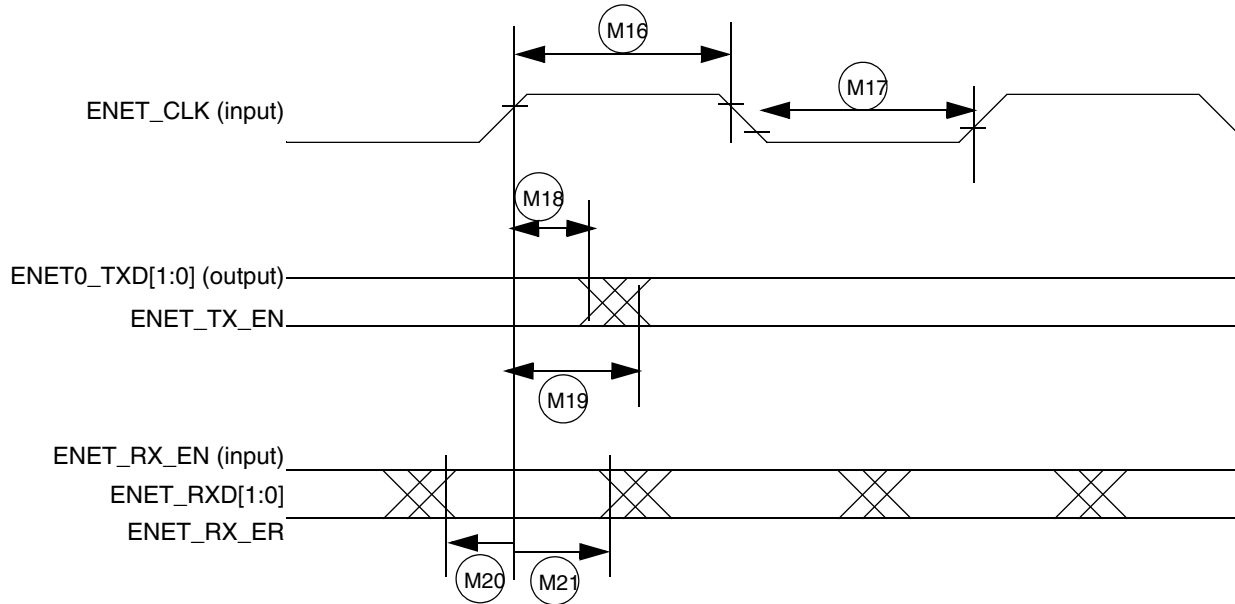 M16
M17
ENET_CLK (input)
M18
ENET0_TXD[1:0] (output)
ENET_TX_EN
M19
ENET_RX_EN (input)
ENET_RXD[1:0]
ENET_RX_ER
M20
M21